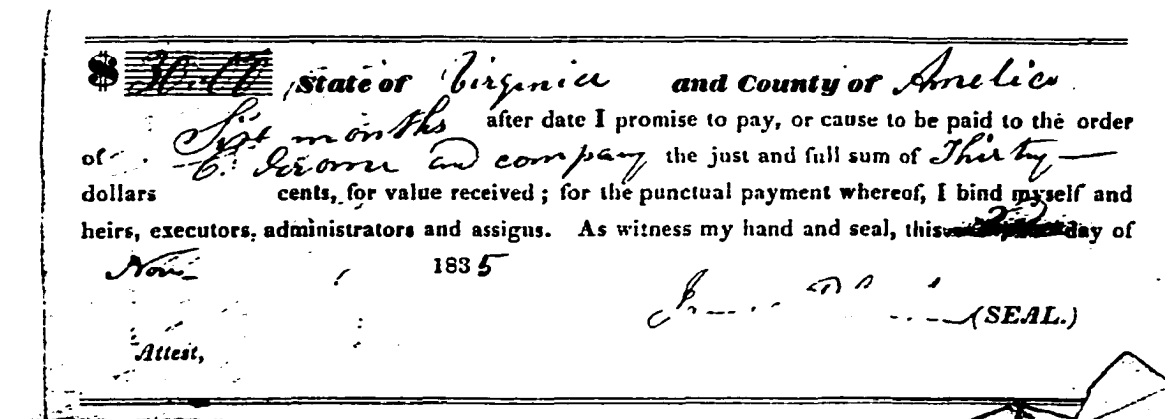 $ State of Virginia and County of Amelia
Six months after date I promise to pay, or cause to be paid to the order
of C. Jerome and company the just and full sum of Thirty —
dollars cents, for value received; for the punctual payment whereof, I bind myself and
heirs, executors, administrators and assigns. As witness my hand and seal, this day of
Nov 1835
(SEAL.)
Attest,